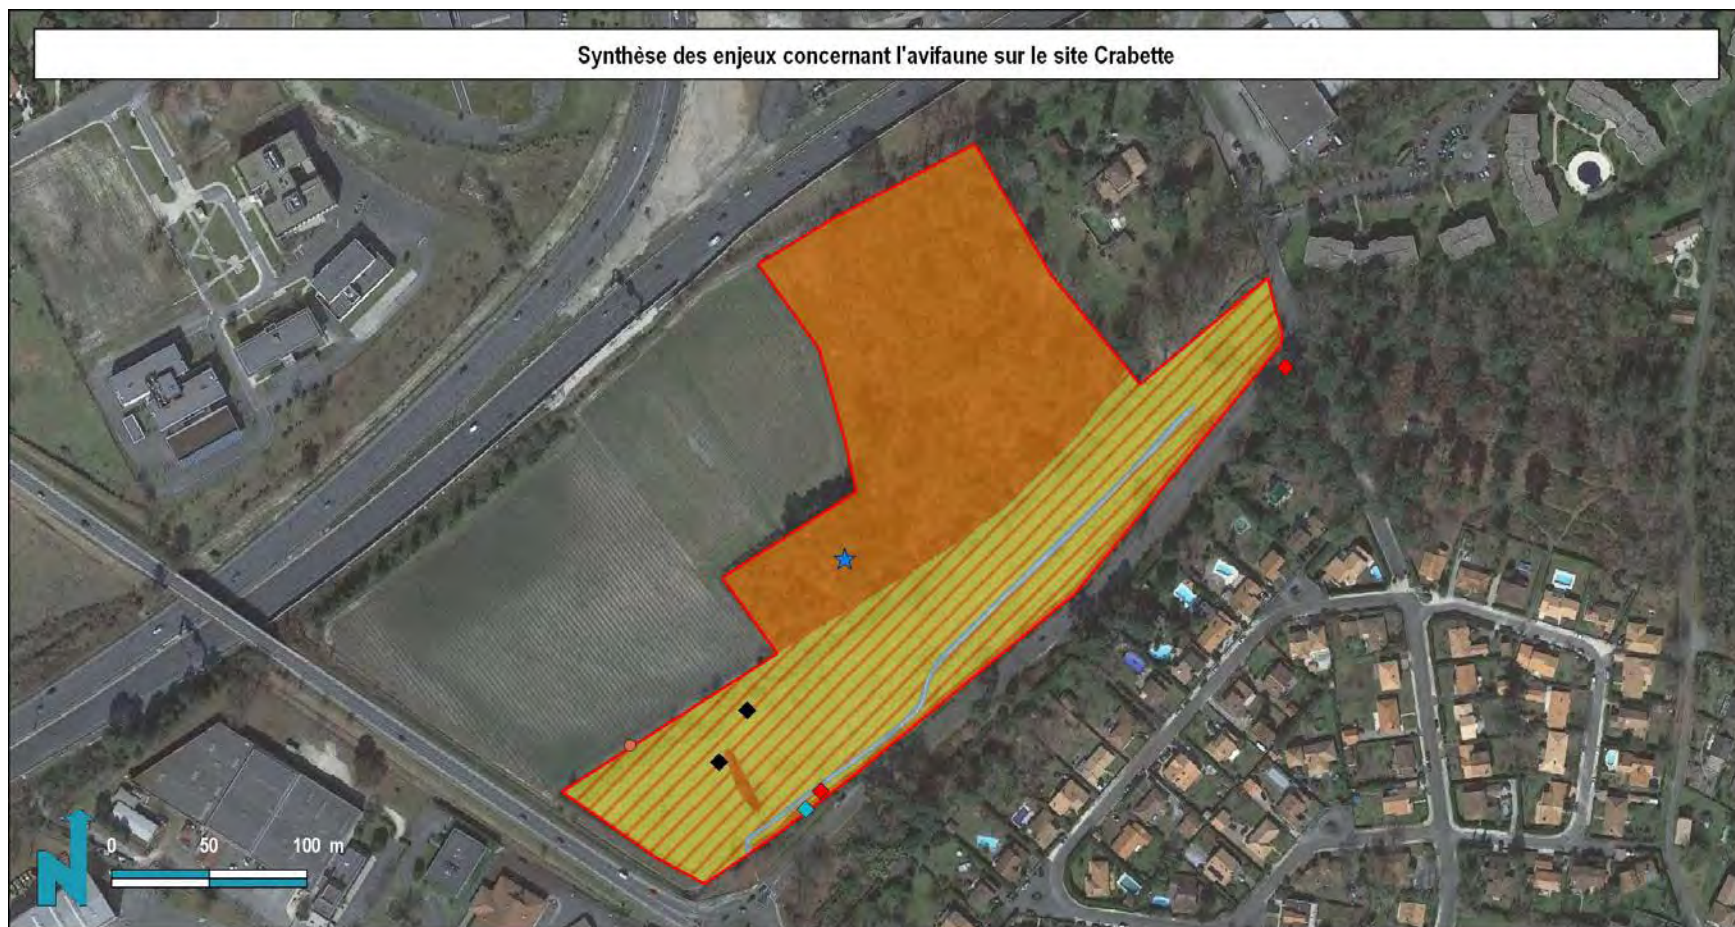 Synthèse des enjeux concernant l'avifaune sur le site Crabette
N
0 50 100 m